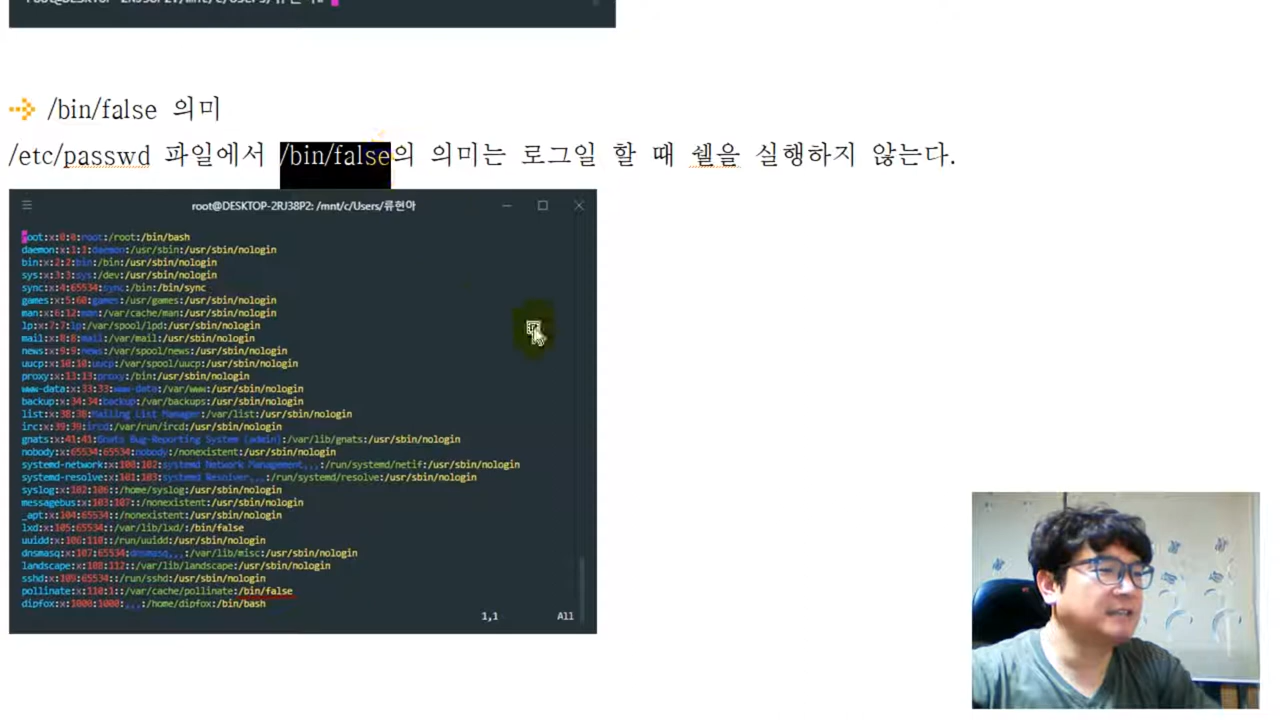 → /bin/false 의미
/etc/passwd 파일에서 /bin/false의 의미는 로그일 할 때 쉘을 실행하지 않는다.
root@DESKTOP-2RJ38P2: /mnt/c/Users/류현아
root:x:0:0:root:/root:/bin/bash
daemon:x:1:1:daemon:/usr/sbin:/usr/sbin/nologin
bin:x:2:2:bin:/bin:/usr/sbin/nologin
sys:x:3:3:sys:/dev:/usr/sbin/nologin
sync:x:4:65534:sync:/bin:/bin/sync
games:x:5:60:games:/usr/games:/usr/sbin/nologin
man:x:6:12:man:/var/cache/man:/usr/sbin/nologin
lp:x:7:7:lp:/var/spool/lpd:/usr/sbin/nologin
mail:x:8:8:mail:/var/mail:/usr/sbin/nologin
news:x:9:9:news:/var/spool/news:/usr/sbin/nologin
uucp:x:10:10:uucp:/var/spool/uucp:/usr/sbin/nologin
proxy:x:13:13:proxy:/bin:/usr/sbin/nologin
www-data:x:33:33:www-data:/var/www:/usr/sbin/nologin
backup:x:34:34:backup:/var/backups:/usr/sbin/nologin
list:x:38:38:Mailing List Manager:/var/list:/usr/sbin/nologin
irc:x:39:39:ircd:/var/run/ircd:/usr/sbin/nologin
gnats:x:41:41:Gnats Bug-Reporting System (admin):/var/lib/gnats:/usr/sbin/nologin
nobody:x:65534:65534:nobody:/nonexistent:/usr/sbin/nologin
systemd-network:x:100:102:systemd Network Management,,,:/run/systemd/netif:/usr/sbin/nologin
systemd-resolve:x:101:103:systemd Resolver,,,:/run/systemd/resolve:/usr/sbin/nologin
syslog:x:102:106::/home/syslog:/usr/sbin/nologin
messagebus:x:103:107::/nonexistent:/usr/sbin/nologin
_apt:x:104:65534::/nonexistent:/usr/sbin/nologin
lxd:x:105:65534::/var/lib/lxd/:/bin/false
uuidd:x:106:110::/run/uuidd:/usr/sbin/nologin
dnsmasq:x:107:65534:dnsmasq,,,:/var/lib/misc:/usr/sbin/nologin
landscape:x:108:112::/var/lib/landscape:/usr/sbin/nologin
sshd:x:109:65534::/run/sshd:/usr/sbin/nologin
pollinate:x:110:1::/var/cache/pollinate:/bin/false
dipfox:x:1000:1000:,,,:/home/dipfox:/bin/bash
1,1 All